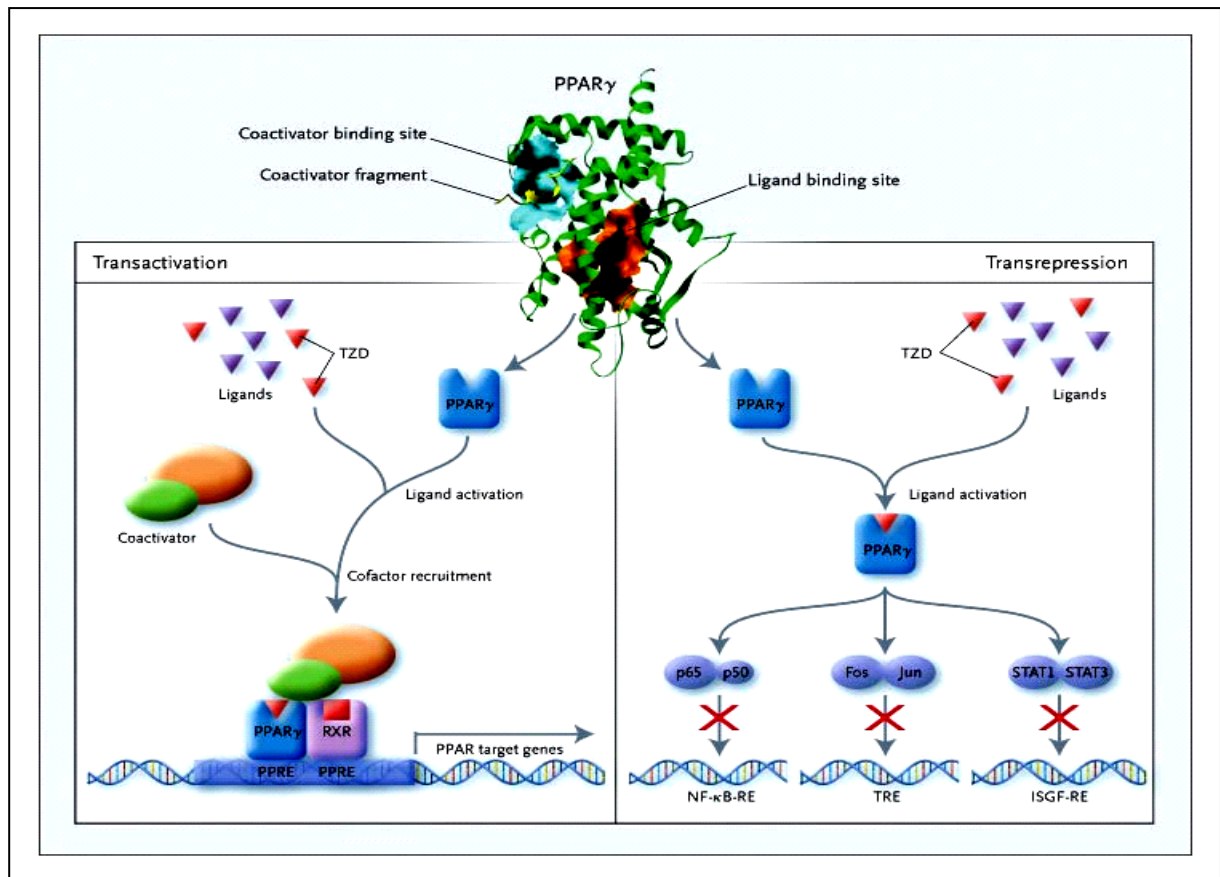 PPARγ
Coactivator binding site
Coactivator fragment
Ligand binding site
Transactivation
Transrepression
TZD
Ligands
PPARγ
Coactivator
Ligand activation
Cofactor recruitment
PPARγ
RXR
PPRE
PPRE
PPAR target genes
TZD
Ligands
PPARγ
Ligand activation
PPARγ
p65 p50
Fos Jun
STAT1 STAT3
NF-κB-RE
TRE
ISGF-RE